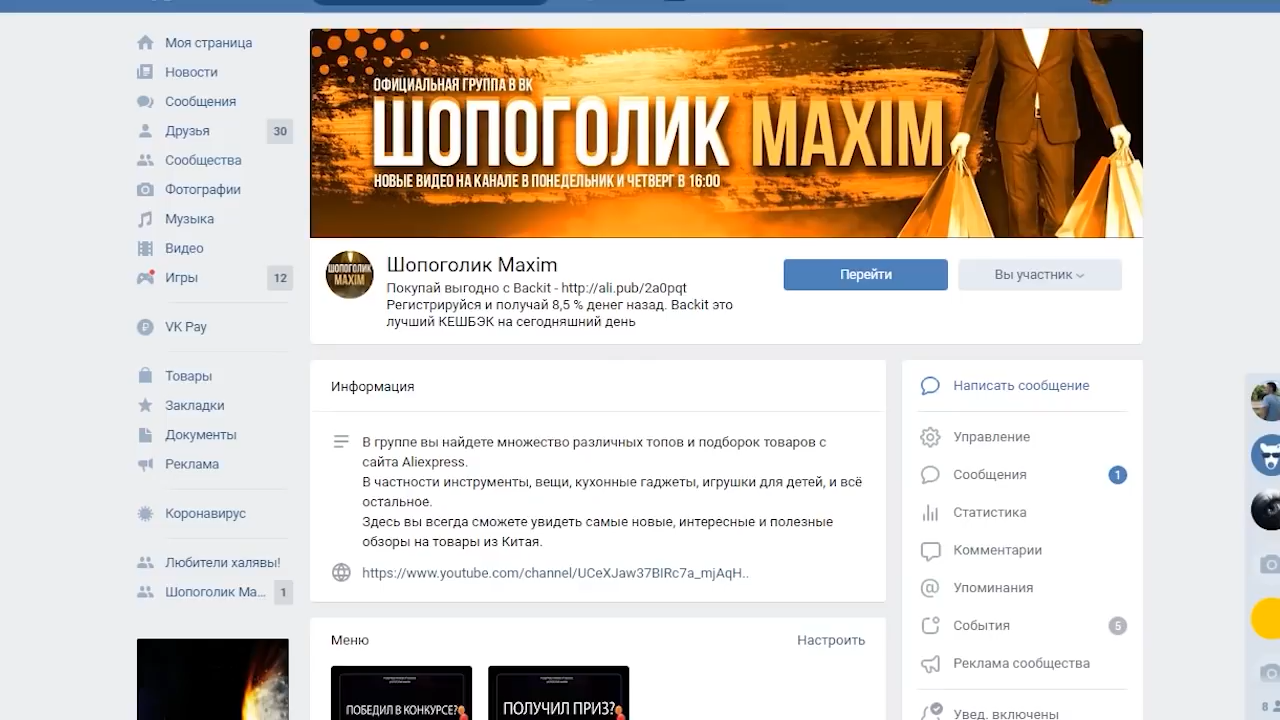 Моя страница
Новости
Сообщения
Друзья
30
Сообщества
Фотографии
Музыка
Видео
Игры
12
VK Pay
Товары
Закладки
Документы
Реклама
Коронавирус
Любители халявы!
Шопоголик Ма...
1
ОФИЦИАЛЬНАЯ ГРУППА В ВК
ШОПОГОЛИК MAXIM
НОВЫЕ ВИДЕО НА КАНАЛЕ В ПОНЕДЕЛЬНИК И ЧЕТВЕРГ В 16:00
ШОПОГОЛИК
MAXIM
Шопоголик Maxim
Покупай выгодно с Backit - http://ali.pub/2a0pqt
Регистрируйся и получай 8,5 % денег назад. Backit это
лучший КЕШБЭК на сегодняшний день
Перейти
Вы участник
Информация
В группе вы найдете множество различных топов и подборок товаров с
сайта Aliexpress.
В частности инструменты, вещи, кухонные гаджеты, игрушки для детей, и всё
остальное.
Здесь вы всегда сможете увидеть самые новые, интересные и полезные
обзоры на товары из Китая.
https://www.youtube.com/channel/UCeXJaw37BIRc7a_mjAqH..
Меню
Настроить
ПОБЕДИЛ В КОНКУРСЕ?
ПОЛУЧИЛ ПРИЗ?
Написать сообщение
Управление
Сообщения
1
Статистика
Комментарии
Упоминания
События
5
Реклама сообщества
Увед. включены
8